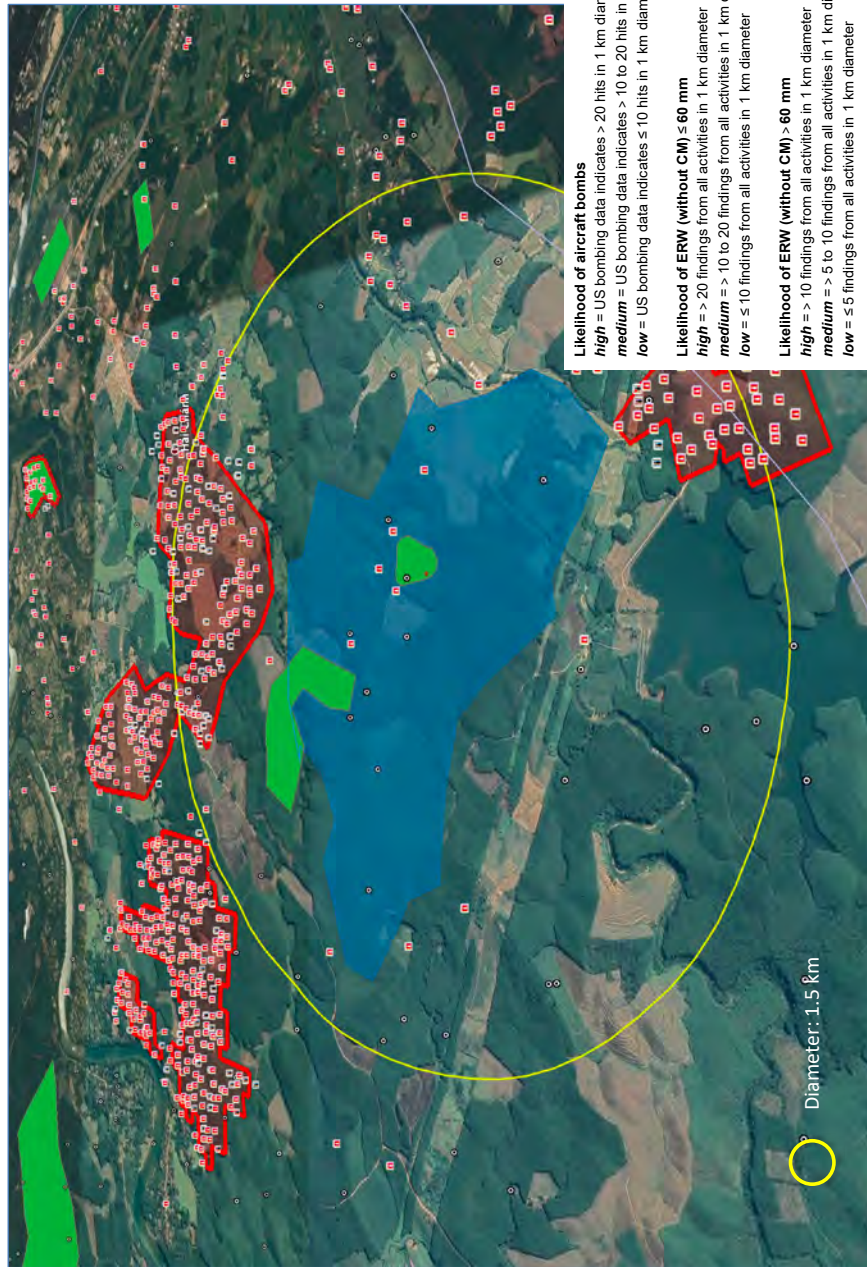 Diameter: 1.5 km
Likelihood of aircraft bombs
high = US bombing data indicates > 20 hits in 1 km diar
medium = US bombing data indicates > 10 to 20 hits in
low = US bombing data indicates ≤ 10 hits in 1 km diam
Likelihood of ERW (without CM) ≤ 60 mm
high = > 20 findings from all activities in 1 km diameter
medium = > 10 to 20 findings from all activities in 1 km d
low = ≤ 10 findings from all activities in 1 km diameter
Likelihood of ERW (without CM) > 60 mm
high = > 10 findings from all activities in 1 km diameter
medium = > 5 to 10 findings from all activities in 1 km di
low = ≤ 5 findings from all activities in 1 km diameter